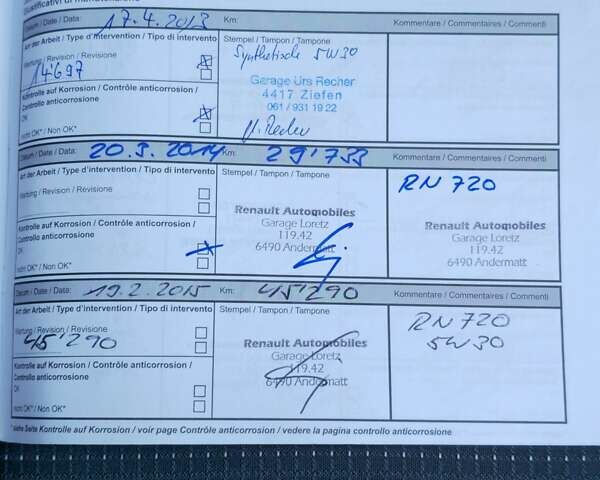 Datum / Date / Data: 17.4.2013 Km: Kommentare / Commentaires / Commenti
Art der Arbeit / Type d'intervention / Tipo di intervento
Wartung / Revision / Revisione
14'697
Kontrolle auf Korrosion / Contrôle anticorrosion /
Controllo anticorrosione
OK
nicht OK* / Non OK*
Stempel / Tampon / Tampone
Synthetische 5W30
Garage Urs Recher
4417 Ziefen
061 / 931 19 22
Datum / Date / Data: 20.3.2014 Km: 29'733 Kommentare / Commentaires / Commenti
Art der Arbeit / Type d'intervention / Tipo di intervento
Wartung / Revision / Revisione
Kontrolle auf Korrosion / Contrôle anticorrosion /
Controllo anticorrosione
OK
nicht OK* / Non OK*
Stempel / Tampon / Tampone
Renault Automobiles
Garage Loretz
119.42
6490 Andermatt
RN 720
Renault Automobiles
Garage Loretz
119.42
6490 Andermatt
Datum / Date / Data: 19.2.2015 Km: 45'290 Kommentare / Commentaires / Commenti
Art der Arbeit / Type d'intervention / Tipo di intervento
Wartung / Revision / Revisione
45'290
Kontrolle auf Korrosion / Contrôle anticorrosion /
Controllo anticorrosione
OK
nicht OK* / Non OK*
Stempel / Tampon / Tampone
Renault Automobiles
Garage Loretz
119.42
6490 Andermatt
RN 720
5W30
* siehe Seite Kontrolle auf Korrosion / voir page Contrôle anticorrosion / vedere la pagina controllo anticorrosione